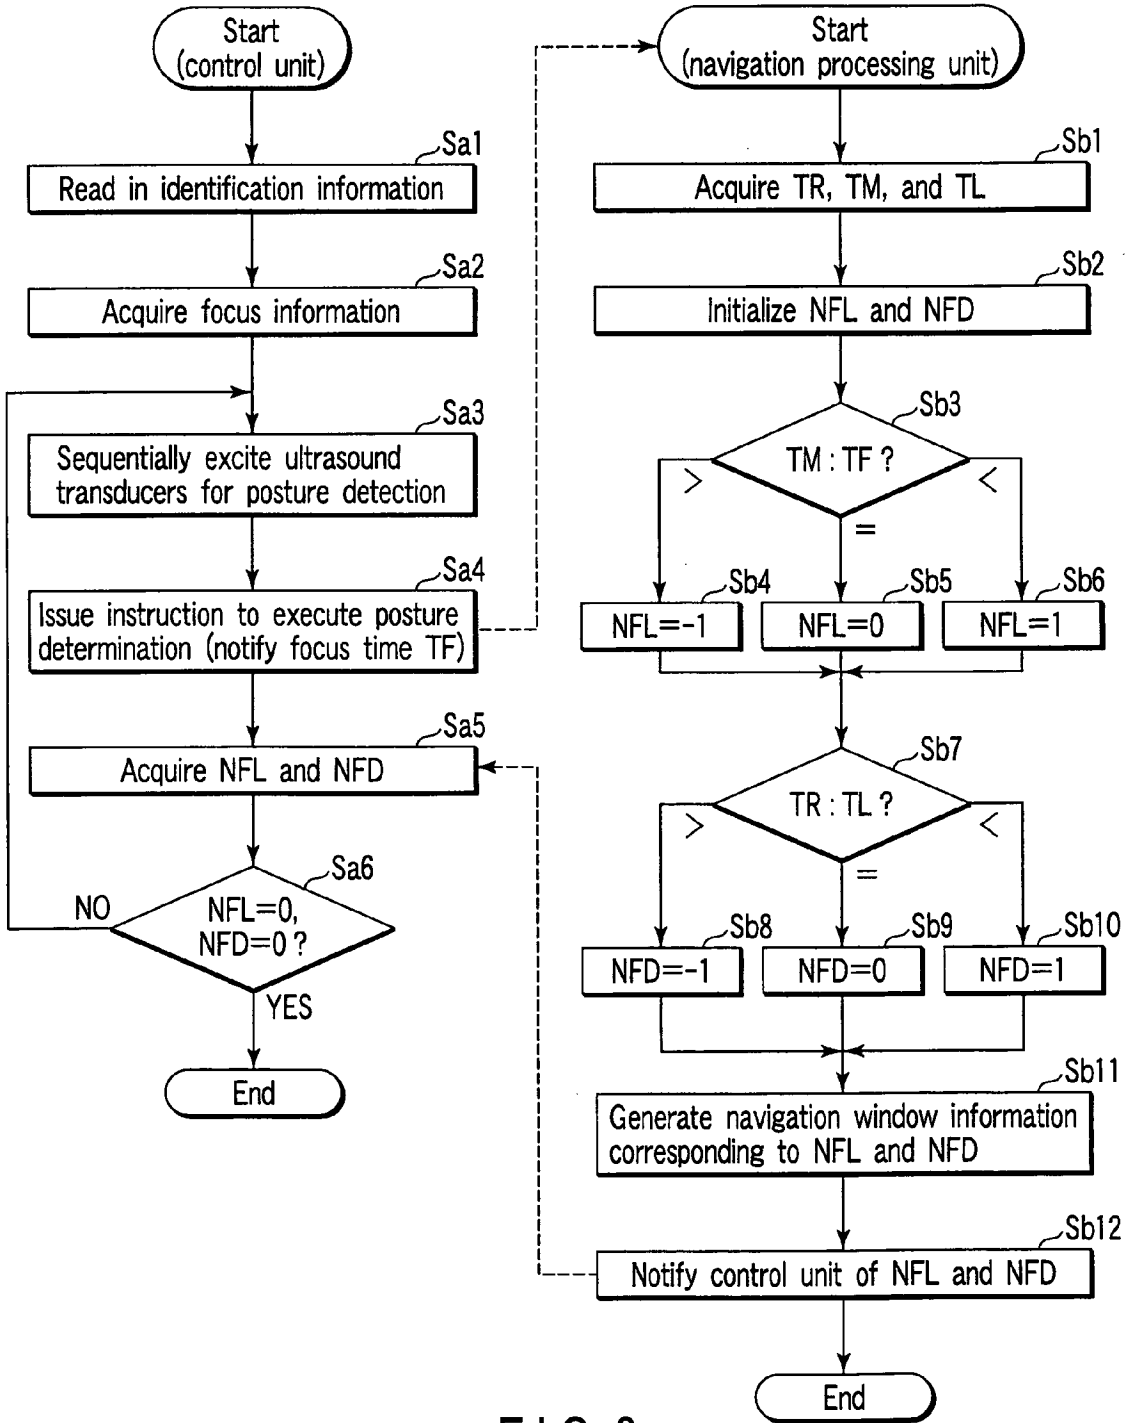 Start
(control unit)
Sa1
Read in identification information
Sa2
Acquire focus information
Sa3
Sequentially excite ultrasound
transducers for posture detection
Sa4
Issue instruction to execute posture
determination (notify focus time TF)
Sa5
Acquire NFL and NFD
Sa6
NFL=0,
NFD=0?
NO
YES
End
Start
(navigation processing unit)
Sb1
Acquire TR, TM, and TL
Sb2
Initialize NFL and NFD
Sb3
TM : TF ?
>
=
<
Sb4
NFL=-1
Sb5
NFL=0
Sb6
NFL=1
Sb7
TR : TL ?
>
=
<
Sb8
NFD=-1
Sb9
NFD=0
Sb10
NFD=1
Sb11
Generate navigation window information
corresponding to NFL and NFD
Sb12
Notify control unit of NFL and NFD
End